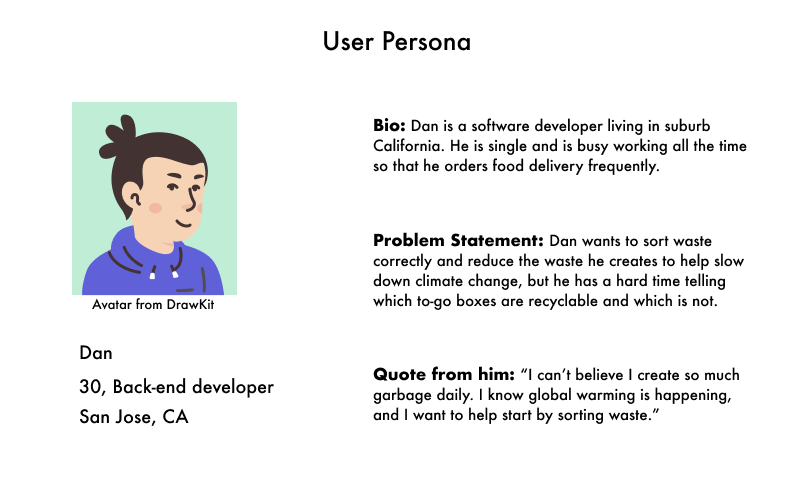 User Persona
Avatar from DrawKit
Dan
30, Back-end developer
San Jose, CA
Bio: Dan is a software developer living in suburb
California. He is single and is busy working all the time
so that he orders food delivery frequently.
Problem Statement: Dan wants to sort waste
correctly and reduce the waste he creates to help slow
down climate change, but he has a hard time telling
which to-go boxes are recyclable and which is not.
Quote from him: “I can’t believe I create so much
garbage daily. I know global warming is happening,
and I want to help start by sorting waste.”